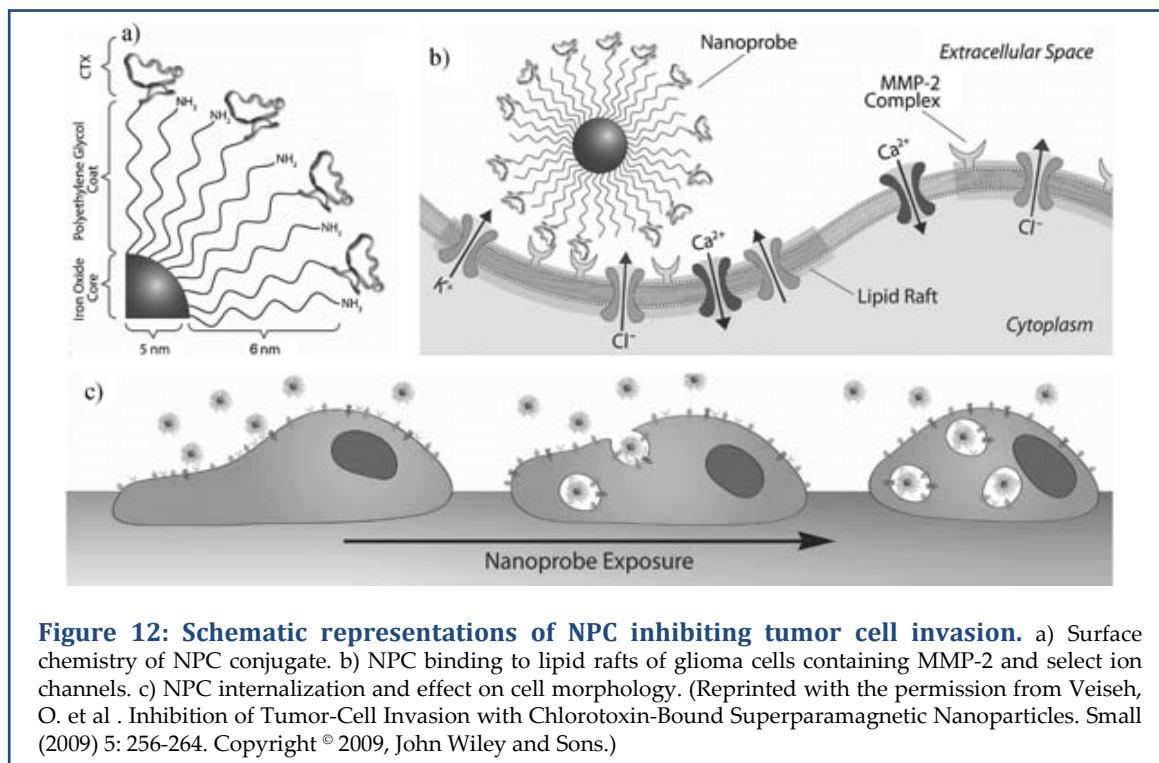 a)
CTX
Polyethylene Glycol
Coat
Iron Oxide
Core
NH₂
NH₂
NH₂
NH₂
NH₂
NH₂
5 nm
6 nm
b)
Nanoprobe
Extracellular Space
MMP-2
Complex
Ca²⁺
Cl⁻
K⁺
Ca²⁺
Cl⁻
Lipid Raft
Cytoplasm
c)
Nanoprobe Exposure
Figure 12: Schematic representations of NPC inhibiting tumor cell invasion. a) Surface
chemistry of NPC conjugate. b) NPC binding to lipid rafts of glioma cells containing MMP-2 and select ion
channels. c) NPC internalization and effect on cell morphology. (Reprinted with the permission from Veiseh,
O. et al . Inhibition of Tumor-Cell Invasion with Chlorotoxin-Bound Superparamagnetic Nanoparticles. Small
(2009) 5: 256-264. Copyright © 2009, John Wiley and Sons.)